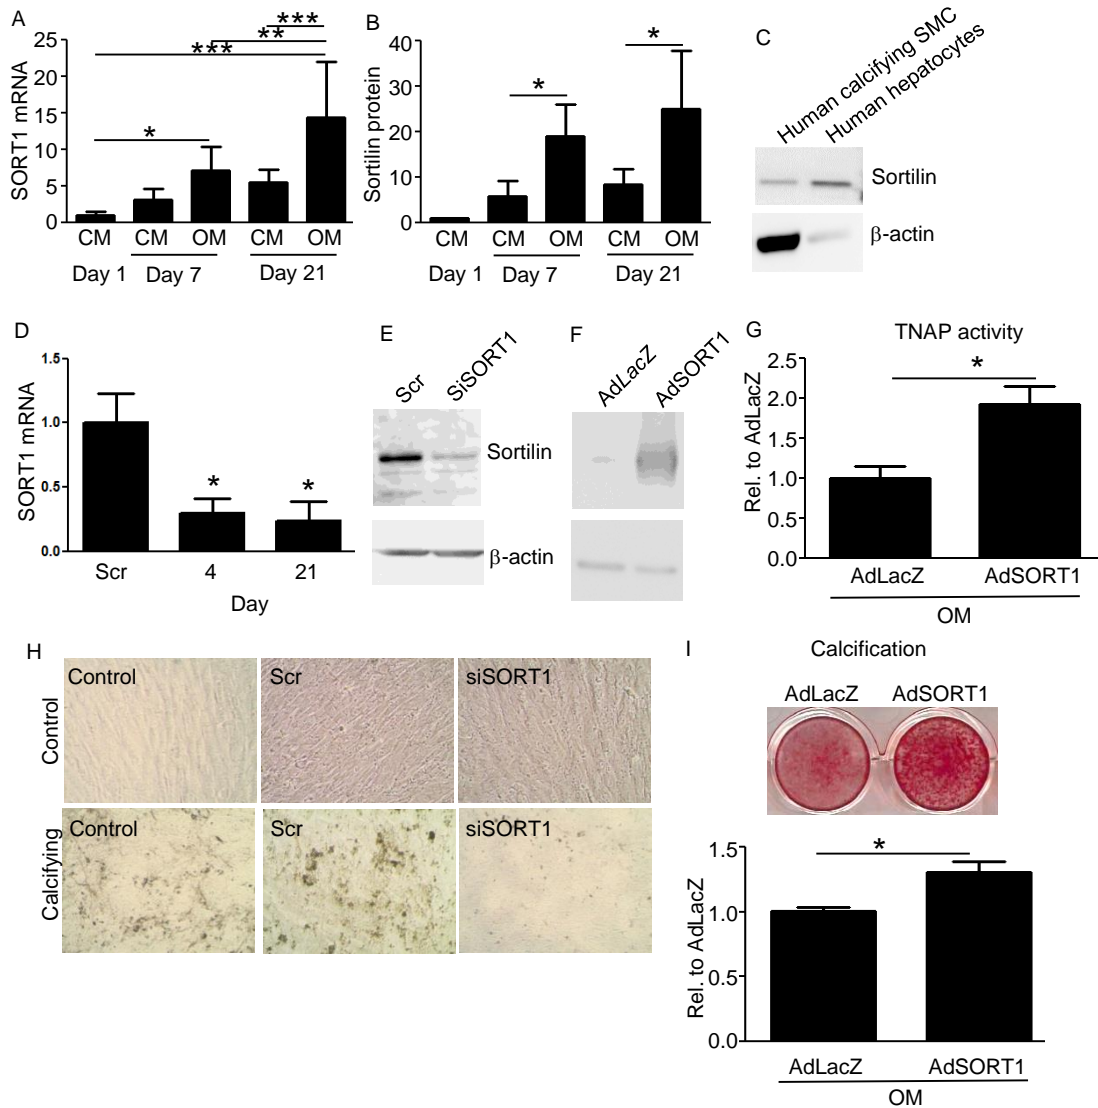 A
SORT1 mRNA
25
20
15
10
5
0
***
**
***
*
CM CM OM CM OM
Day 1 Day 7 Day 21
B
Sortilin protein
40
30
20
10
0
*
*
CM CM OM CM OM
Day 1 Day 7 Day 21
C
Human calcifying SMC
Human hepatocytes
Sortilin
β-actin
D
SORT1 mRNA
1.5
1.0
0.5
0.0
* *
Scr 4 21
Day
E
Scr SiSORT1
Sortilin
β-actin
F
AdLacZ AdSORT1
G
TNAP activity
Rel. to AdLacZ
2.5
2.0
1.5
1.0
0.5
0.0
*
AdLacZ AdSORT1
OM
H
Control
Control Scr siSORT1
Calcifying
Control Scr siSORT1
I
Calcification
AdLacZ AdSORT1
Rel. to AdLacZ
1.5
1.0
0.5
0.0
*
AdLacZ AdSORT1
OM